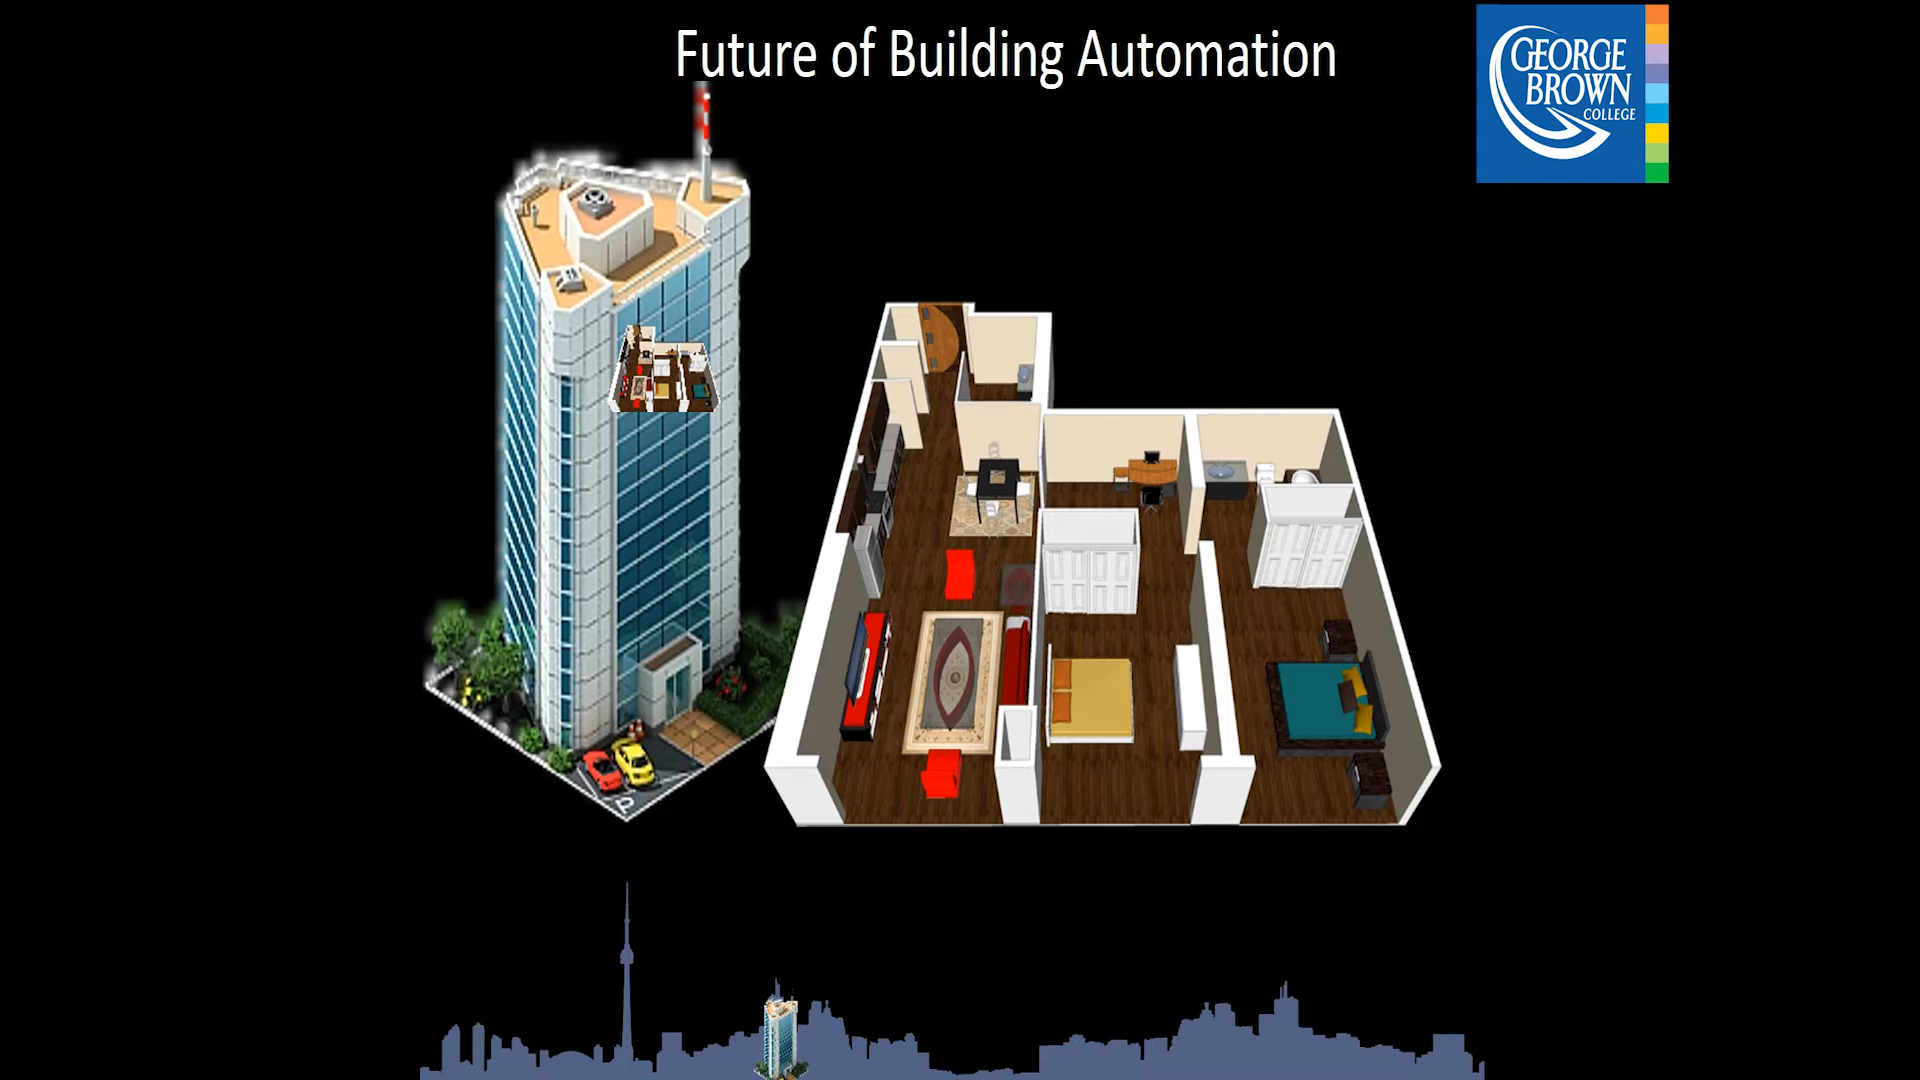 Future of Building Automation
GEORGE
BROWN
COLLEGE
P